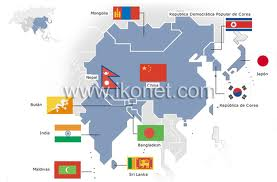 Mongolia
República Democrática Popular de Corea
Japón
Nepal
China
República de Corea
Bután
www.ikonet.com
India
Bangladesh
Maldivas
Sri Lanka